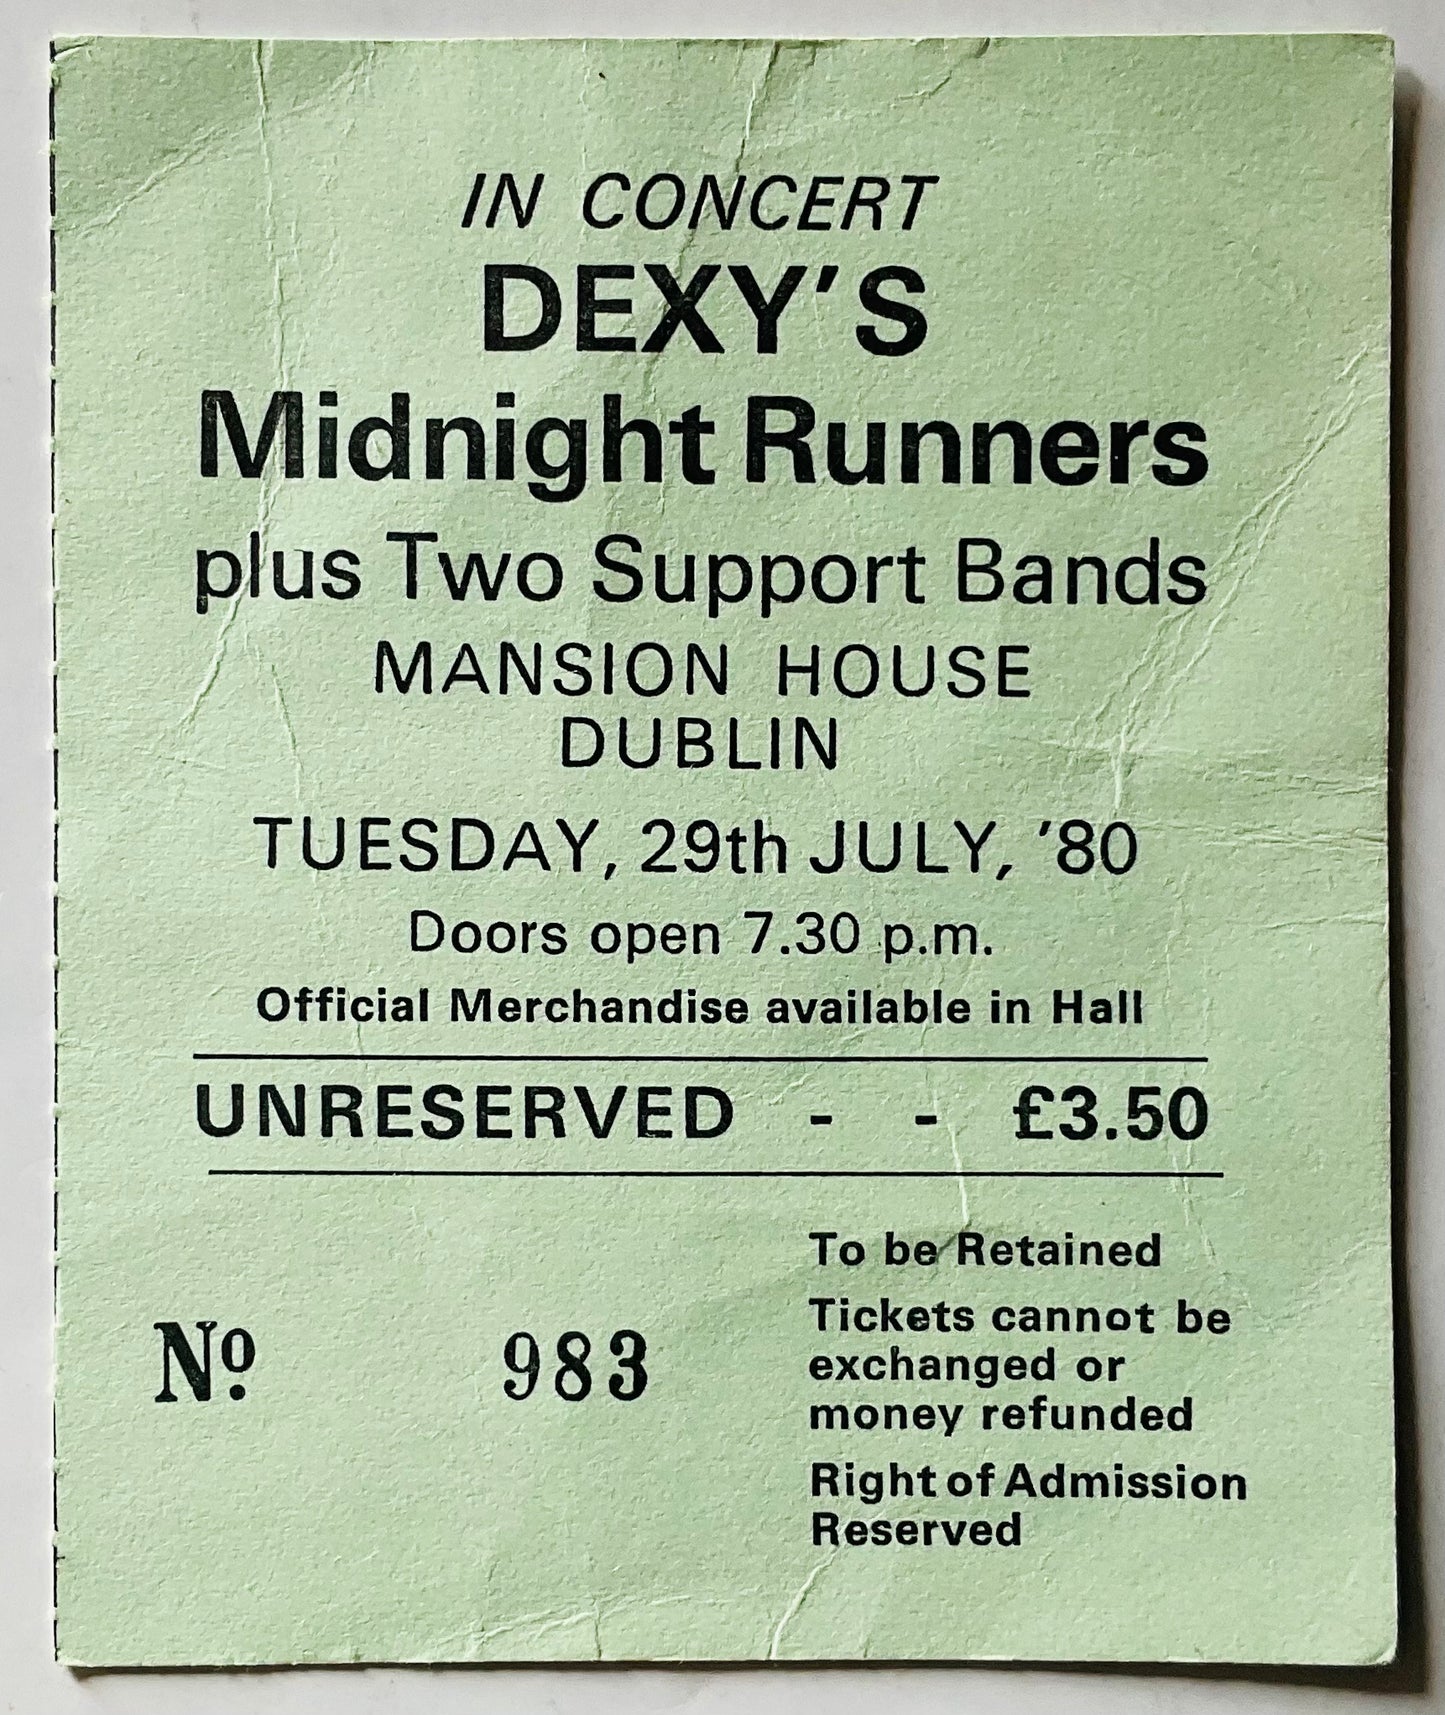 IN CONCERT
DEXY'S
Midnight Runners
plus Two Support Bands
MANSION HOUSE
DUBLIN
TUESDAY, 29th JULY, '80
Doors open 7.30 p.m.
Official Merchandise available in Hall
UNRESERVED - - £3.50
To be Retained
Tickets cannot be
exchanged or
money refunded
Right of Admission
Reserved
Nº. 983